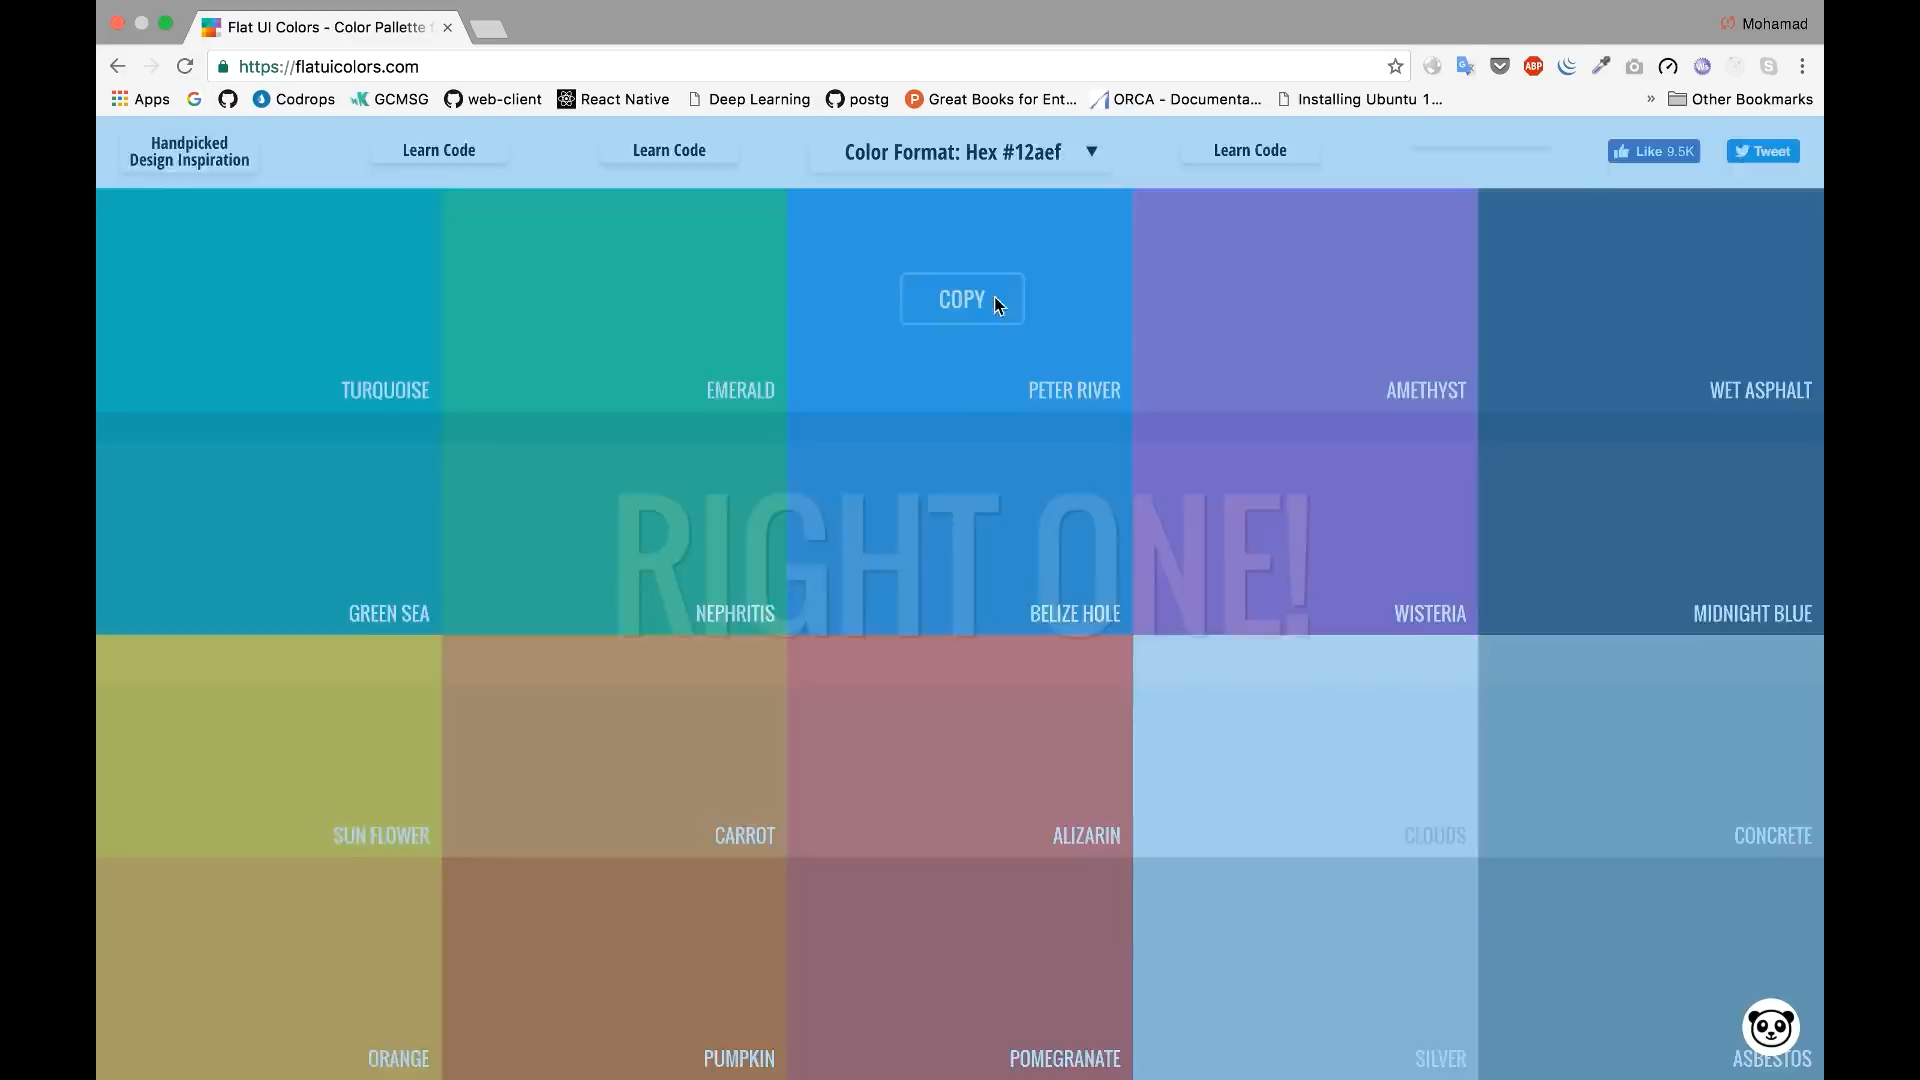 Flat UI Colors - Color Pallette
Mohamad
https://flatuicolors.com
ABP
Apps
Codrops
GCMSG
web-client
React Native
Deep Learning
postg
Great Books for Ent...
ORCA - Documenta...
Installing Ubuntu 1...
»
Other Bookmarks
Handpicked
Design Inspiration
Learn Code
Learn Code
Color Format: Hex #12aef ▼
Learn Code
Like 9.5K
Tweet
COPY
TURQUOISE
EMERALD
PETER RIVER
AMETHYST
WET ASPHALT
RIGHT ONE!
GREEN SEA
NEPHRITIS
BELIZE HOLE
WISTERIA
MIDNIGHT BLUE
SUN FLOWER
CARROT
ALIZARIN
CLOUDS
CONCRETE
ORANGE
PUMPKIN
POMEGRANATE
SILVER
ASBESTOS